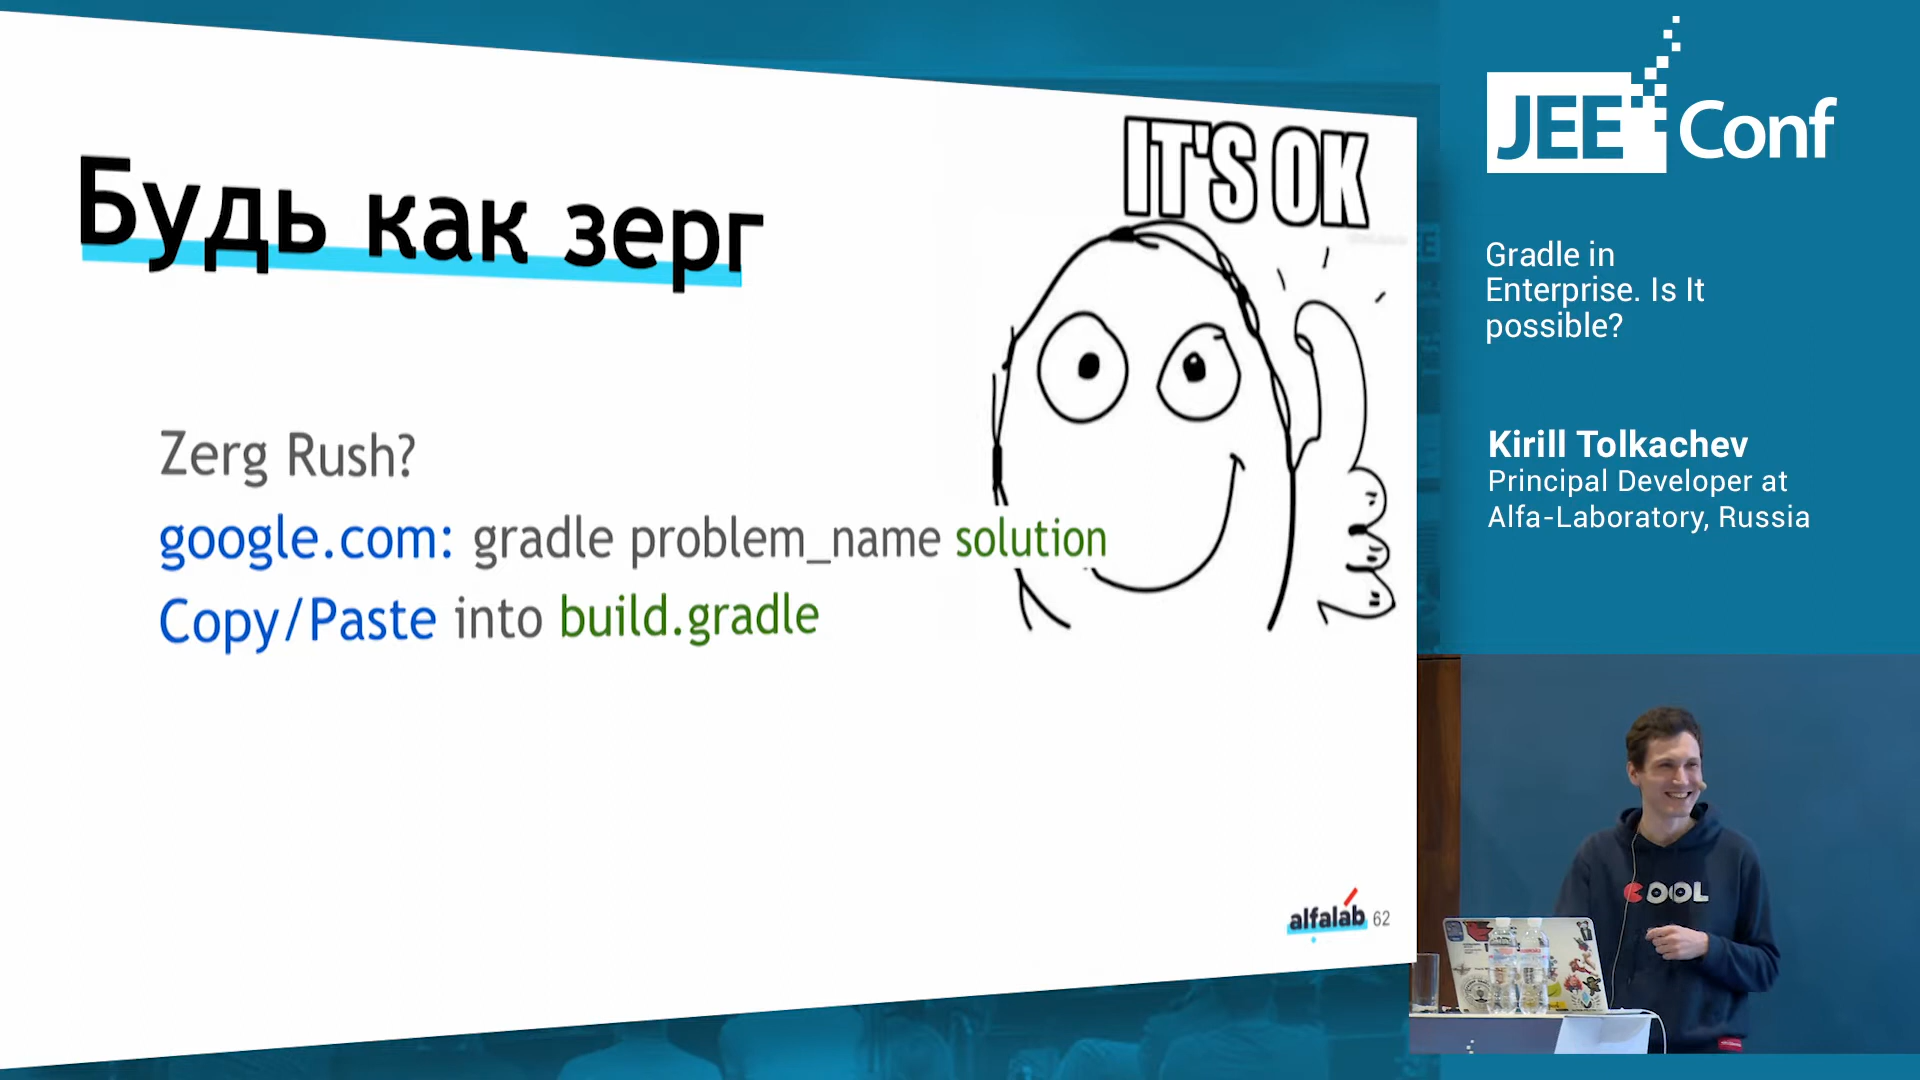 Будь как зерг
IT'S OK
Zerg Rush?
google.com: gradle problem_name solution
Copy/Paste into build.gradle
alfalab 62
JEE Conf
Gradle in
Enterprise. Is It
possible?
Kirill Tolkachev
Principal Developer at
Alfa-Laboratory, Russia
COOL